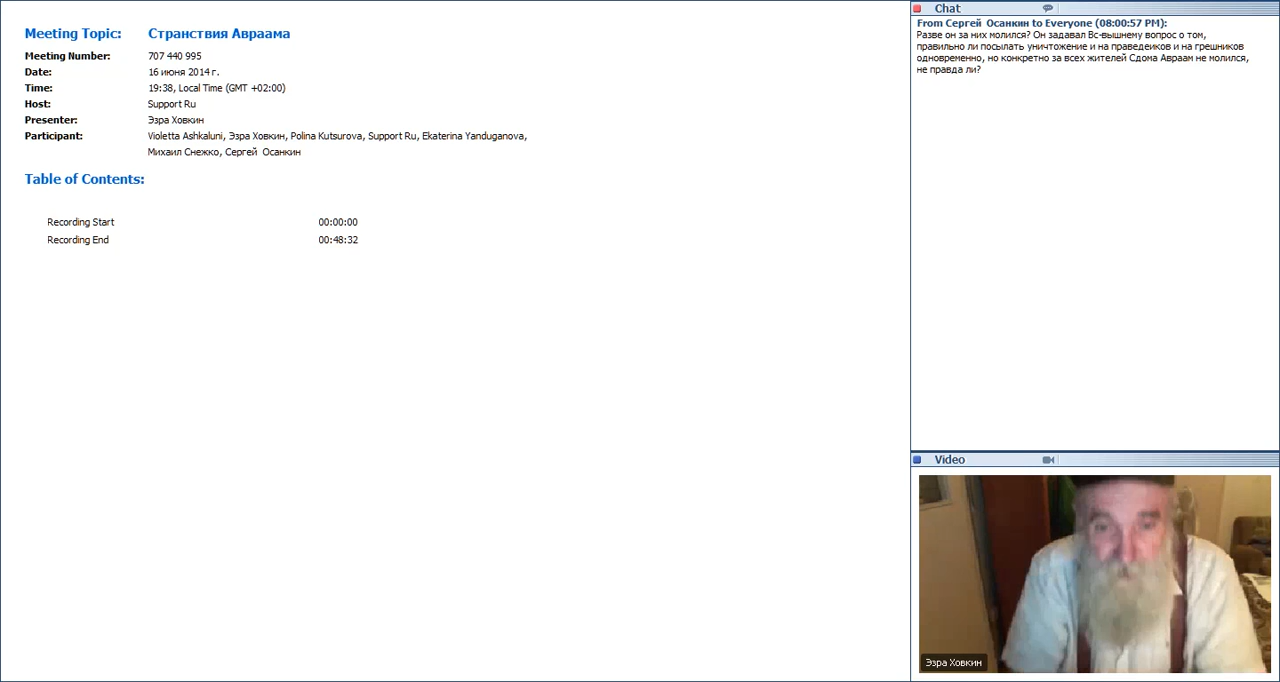 Meeting Topic: Странствия Авраама
Meeting Number: 707 440 995
Date: 16 июня 2014 г.
Time: 19:38, Local Time (GMT +02:00)
Host: Support Ru
Presenter: Эзра Ховкин
Participant: Violetta Ashkaluni, Эзра Ховкин, Polina Kutsurova, Support Ru, Ekaterina Yanduganova,
Михаил Снежко, Сергей Осанкин
Table of Contents:
Recording Start 00:00:00
Recording End 00:48:32
Chat
From Сергей Осанкин to Everyone (08:00:57 PM):
Разве он за них молился? Он задавал Вс-вышнему вопрос о том,
правильно ли посылать уничтожение и на праведеиков и на грешников
одновременно, но конкретно за всех жителей Сдома Авраам не молился,
не правда ли?
Video
Эзра Ховкин